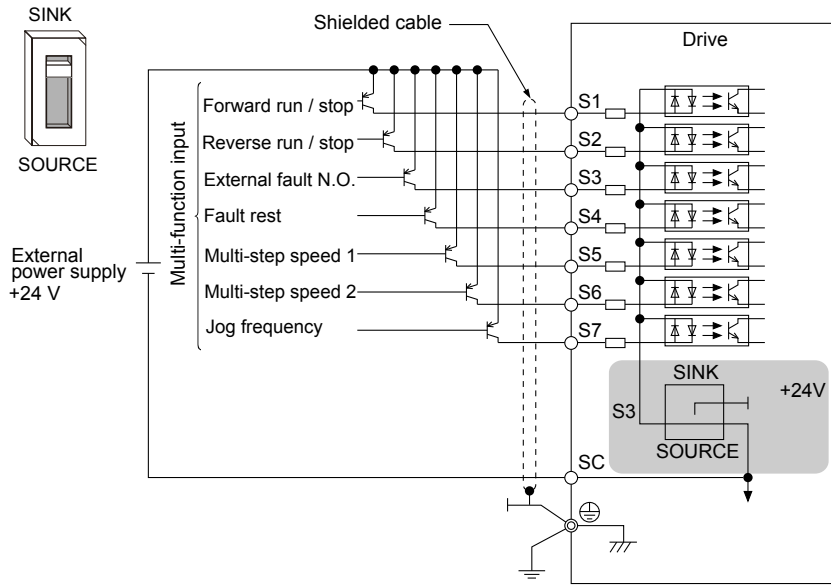 SINK
SOURCE
Shielded cable
Drive
Multi-function input
Forward run / stop
Reverse run / stop
External fault N.O.
Fault rest
Multi-step speed 1
Multi-step speed 2
Jog frequency
External
power supply
+24 V
S1
S2
S3
S4
S5
S6
S7
SINK
+24V
S3
SOURCE
SC